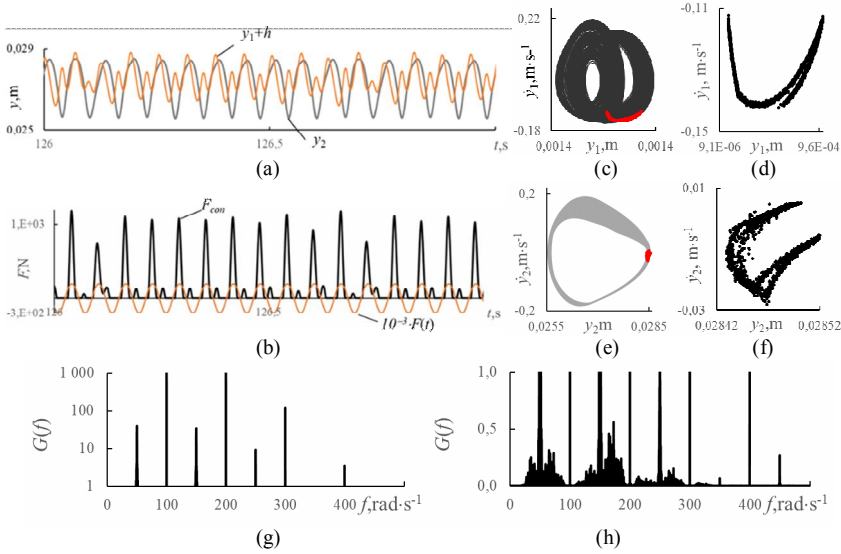 y₁+h
0,029
y,m
0,025
126
126,5
y₂
t,s
(a)
0,22
ẏ₁, m·s⁻¹
-0,18
0,0014
y₁,m
0,0014
(c)
-0,11
ẏ₁, m·s⁻¹
-0,15
9,1E-06
y₁,m
9,6E-04
(d)
F_con
1,E+03
F,N
-3,E+02
126
126,5
t,s
10⁻³·F(t)
(b)
0,2
ẏ₂, m·s⁻¹
-0,2
0,0255
y₂m
0,0285
(e)
0,01
ẏ₂, m·s⁻¹
-0,03
0,02842
y₂,m
0,02852
(f)
1 000
100
10
1
G(f)
0
100
200
300
400
f,rad·s⁻¹
(g)
1,0
0,5
0,0
G(f)
0
100
200
300
400
f,rad·s⁻¹
(h)